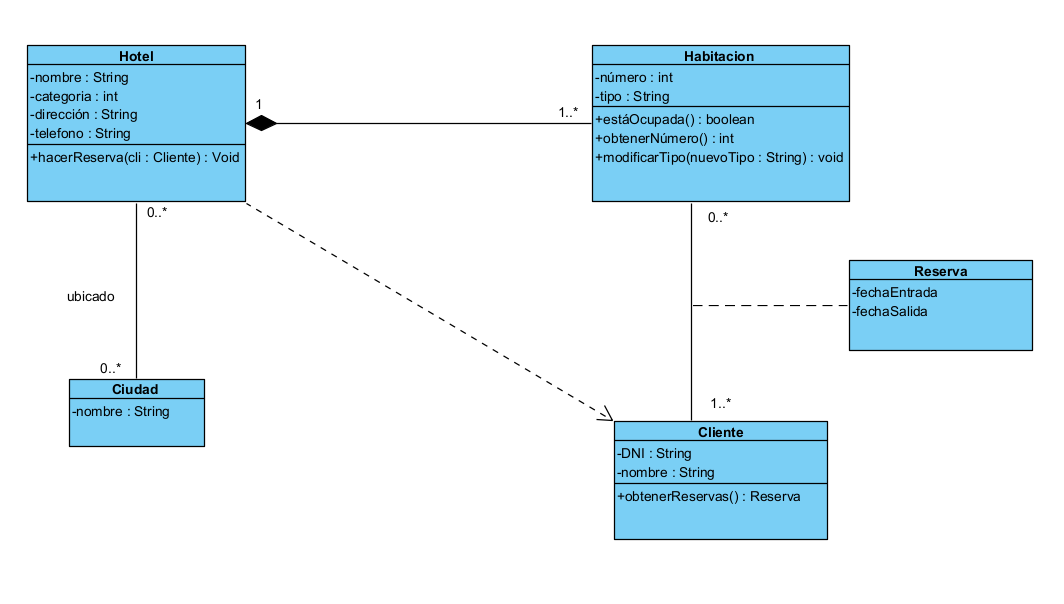 Hotel
-nombre : String
-categoria : int
-dirección : String
-telefono : String
+hacerReserva(cli : Cliente) : Void
1
1..*
Habitacion
-número : int
-tipo : String
+estáOcupada() : boolean
+obtenerNúmero() : int
+modificarTipo(nuevoTipo : String) : void
0..*
0..*
ubicado
Reserva
-fechaEntrada
-fechaSalida
0..*
Ciudad
-nombre : String
1..*
Cliente
-DNI : String
-nombre : String
+obtenerReservas() : Reserva